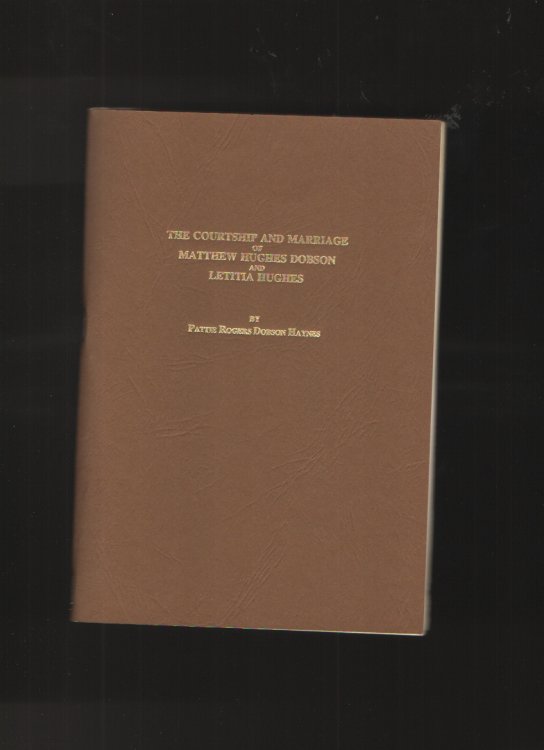 THE COURTSHIP AND MARRIAGE
OF
MATTHEW HUGHES DOBSON
AND
LETITIA HUGHES
BY
PATTIE ROGERS DOBSON HAYNES